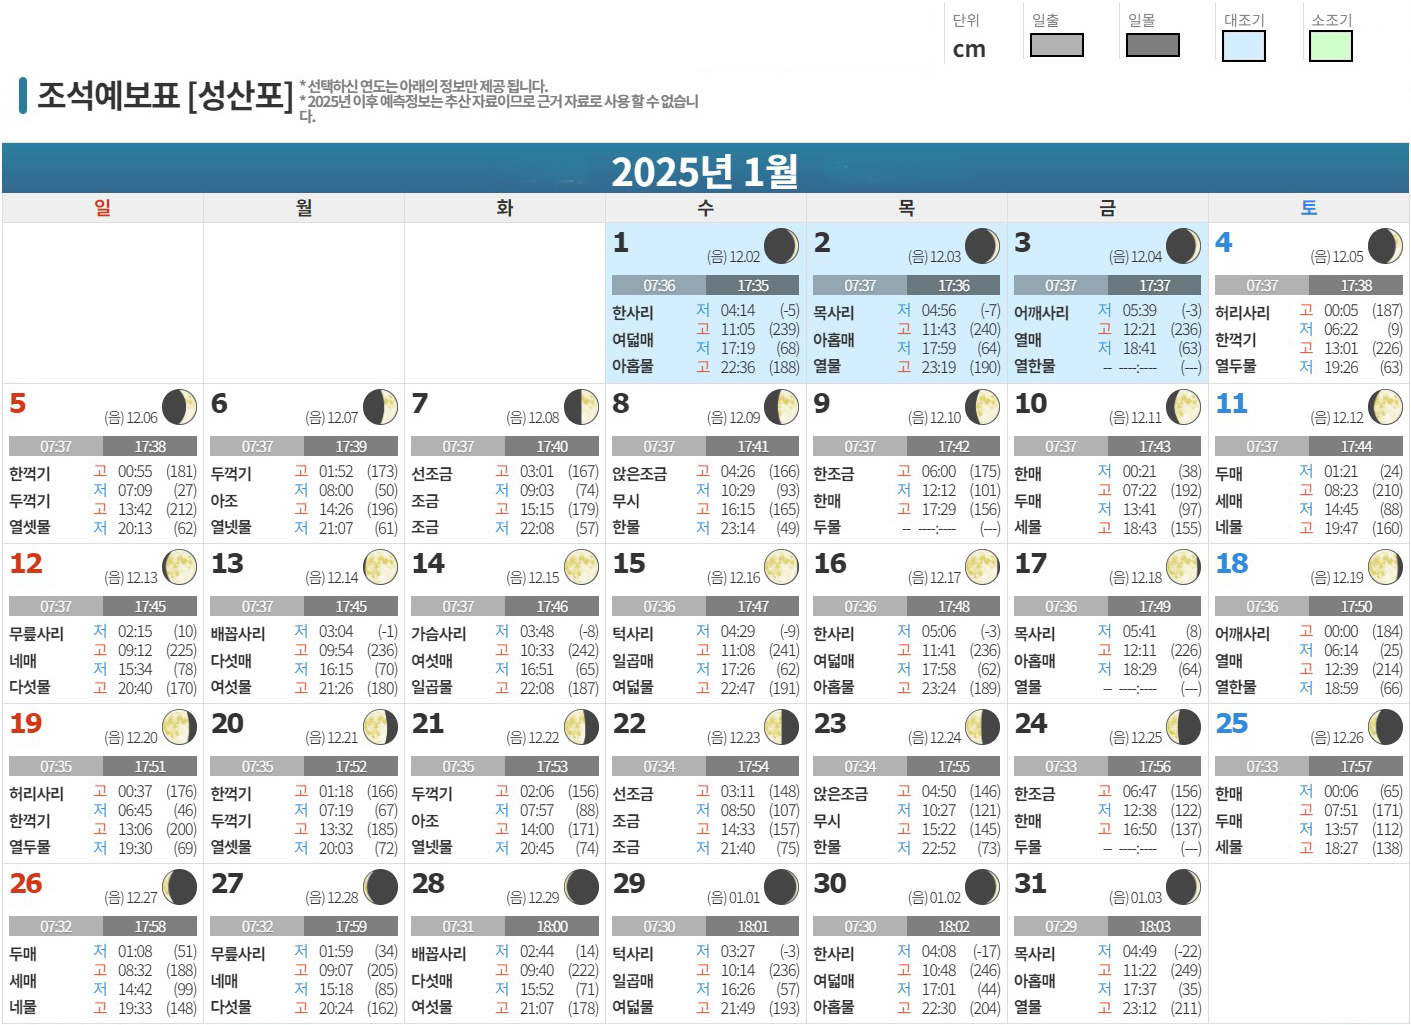 단위 일출 일몰 대조기 소조기
cm
조석예보표 [성산포]
* 선택하신 연도는 아래의 정보만 제공 됩니다.
* 2025년 이후 예측정보는 추산 자료이므로 근거 자료로 사용 할 수 없습니
다.
2025년 1월
일 월 화 수 목 금 토
1 (음) 12.02
07:36 17:35
한사리 저 04:14 (-5)
고 11:05 (239)
여덟매 저 17:19 (68)
아홉물 고 22:36 (188)
2 (음) 12.03
07:37 17:36
목사리 저 04:56 (-7)
고 11:43 (240)
아홉매 저 17:59 (64)
열물 고 23:19 (190)
3 (음) 12.04
07:37 17:37
어깨사리 저 05:39 (-3)
고 12:21 (236)
열매 저 18:41 (63)
열한물 -- ----:---- (---)
4 (음) 12.05
07:37 17:38
허리사리 고 00:05 (187)
저 06:22 (9)
한꺽기 고 13:01 (226)
열두물 저 19:26 (63)
5 (음) 12.06
07:37 17:38
한꺽기 고 00:55 (181)
저 07:09 (27)
두꺽기 고 13:42 (212)
열셋물 저 20:13 (62)
6 (음) 12.07
07:37 17:39
두꺽기 고 01:52 (173)
저 08:00 (50)
아조 고 14:26 (196)
열넷물 저 21:07 (61)
7 (음) 12.08
07:37 17:40
선조금 고 03:01 (167)
저 09:03 (74)
조금 고 15:15 (179)
조금 저 22:08 (57)
8 (음) 12.09
07:37 17:41
앉은조금 고 04:26 (166)
저 10:29 (93)
무시 고 16:15 (165)
한물 저 23:14 (49)
9 (음) 12.10
07:37 17:42
한조금 고 06:00 (175)
저 12:12 (101)
한매 고 17:29 (156)
두물 -- ----:---- (---)
10 (음) 12.11
07:37 17:43
한매 저 00:21 (38)
고 07:22 (192)
두매 저 13:41 (97)
세물 고 18:43 (155)
11 (음) 12.12
07:37 17:44
두매 저 01:21 (24)
고 08:23 (210)
세매 저 14:45 (88)
네물 고 19:47 (160)
12 (음) 12.13
07:37 17:45
무릎사리 저 02:15 (10)
고 09:12 (225)
네매 저 15:34 (78)
다섯물 고 20:40 (170)
13 (음) 12.14
07:37 17:45
배꼽사리 저 03:04 (-1)
고 09:54 (236)
다섯매 저 16:15 (70)
여섯물 고 21:26 (180)
14 (음) 12.15
07:37 17:46
가슴사리 저 03:48 (-8)
고 10:33 (242)
여섯매 저 16:51 (65)
일곱물 고 22:08 (187)
15 (음) 12.16
07:36 17:47
턱사리 저 04:29 (-9)
고 11:08 (241)
일곱매 저 17:26 (62)
여덟물 고 22:47 (191)
16 (음) 12.17
07:36 17:48
한사리 저 05:06 (-3)
고 11:41 (236)
여덟매 저 17:58 (62)
아홉물 고 23:24 (189)
17 (음) 12.18
07:36 17:49
목사리 저 05:41 (8)
고 12:11 (226)
아홉매 저 18:29 (64)
열물 -- ----:---- (---)
18 (음) 12.19
07:36 17:50
어깨사리 고 00:00 (184)
저 06:14 (25)
열매 고 12:39 (214)
열한물 저 18:59 (66)
19 (음) 12.20
07:35 17:51
허리사리 고 00:37 (176)
저 06:45 (46)
한꺽기 고 13:06 (200)
열두물 저 19:30 (69)
20 (음) 12.21
07:35 17:52
한꺽기 고 01:18 (166)
저 07:19 (67)
두꺽기 고 13:32 (185)
열셋물 저 20:03 (72)
21 (음) 12.22
07:35 17:53
두꺽기 고 02:06 (156)
저 07:57 (88)
아조 고 14:00 (171)
열넷물 저 20:45 (74)
22 (음) 12.23
07:34 17:54
선조금 고 03:11 (148)
저 08:50 (107)
조금 고 14:33 (157)
조금 저 21:40 (75)
23 (음) 12.24
07:34 17:55
앉은조금 고 04:50 (146)
저 10:27 (121)
무시 고 15:22 (145)
한물 저 22:52 (73)
24 (음) 12.25
07:33 17:56
한조금 고 06:47 (156)
저 12:38 (122)
한매 고 16:50 (137)
두물 -- ----:---- (---)
25 (음) 12.26
07:33 17:57
한매 저 00:06 (65)
고 07:51 (171)
두매 저 13:57 (112)
세물 고 18:27 (138)
26 (음) 12.27
07:32 17:58
두매 저 01:08 (51)
고 08:32 (188)
세매 저 14:42 (99)
네물 고 19:33 (148)
27 (음) 12.28
07:32 17:59
무릎사리 저 01:59 (34)
고 09:07 (205)
네매 저 15:18 (85)
다섯물 고 20:24 (162)
28 (음) 12.29
07:31 18:00
배꼽사리 저 02:44 (14)
고 09:40 (222)
다섯매 저 15:52 (71)
여섯물 고 21:07 (178)
29 (음) 01.01
07:30 18:01
턱사리 저 03:27 (-3)
고 10:14 (236)
일곱매 저 16:26 (57)
여덟물 고 21:49 (193)
30 (음) 01.02
07:30 18:02
한사리 저 04:08 (-17)
고 10:48 (246)
여덟매 저 17:01 (44)
아홉물 고 22:30 (204)
31 (음) 01.03
07:29 18:03
목사리 저 04:49 (-22)
고 11:22 (249)
아홉매 저 17:37 (35)
열물 고 23:12 (211)